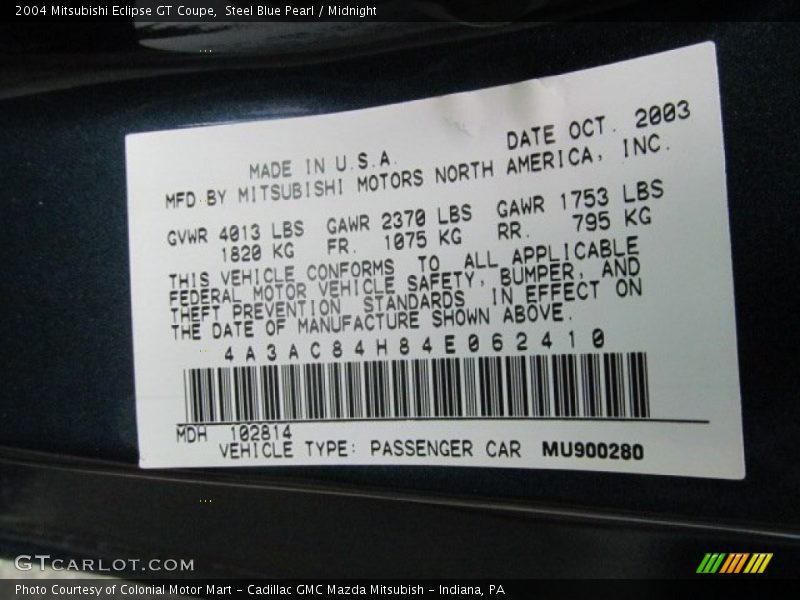 2004 Mitsubishi Eclipse GT Coupe,  Steel Blue Pearl / Midnight
MADE IN U.S.A. DATE OCT. 2003
MFD BY MITSUBISHI MOTORS NORTH AMERICA, INC.
GVWR 4013 LBS GAWR 2370 LBS GAWR 1753 LBS
1820 KG FR. 1075 KG RR. 795 KG
THIS VEHICLE CONFORMS TO ALL APPLICABLE
FEDERAL MOTOR VEHICLE SAFETY, BUMPER, AND
THEFT PREVENTION STANDARDS IN EFFECT ON
THE DATE OF MANUFACTURE SHOWN ABOVE.
4A3AC84H84E062410
MDH 102814
VEHICLE TYPE: PASSENGER CAR MU900280
GTCARLOT.COM
Photo Courtesy of Colonial Motor Mart - Cadillac GMC Mazda Mitsubish - Indiana, PA